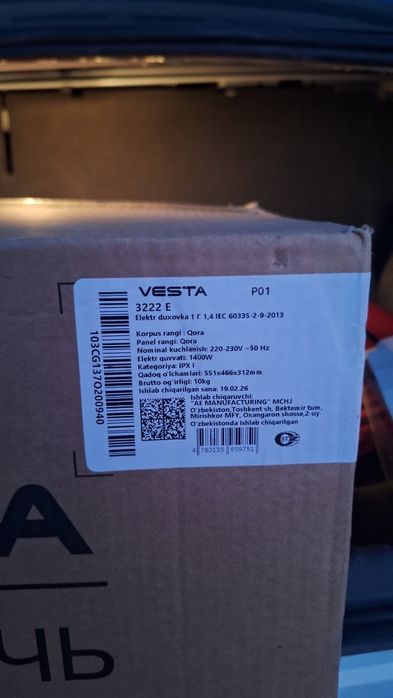 VESTA P01
3222 E
Elektr duxovka 1 Г 1,4 IEC 60335-2-9-2013
Korpus rangi : Qora
Panel rangi: Qora
Nominal kuchlanish: 220-230V ~50 Hz
Elektr quvvati: 1400W
Kategoriya: IPX I
Qadoq o'lchamlari: 551x466x312mm
Brutto og'irligi: 10kg
Ishlab chiqarilgan sana: 19.02.26
Ishlab chiqaruvchi:
"AE MANUFACTURING" MCHJ
O'zbekiston,Toshkent sh, Bektemir tum,
Mirishkor MFY, Oxangaron shosse,2-uy
O'zbekistonda ishlab chiqarilgan
4 780135 959751
103CG137O200940
А
ЧЬ